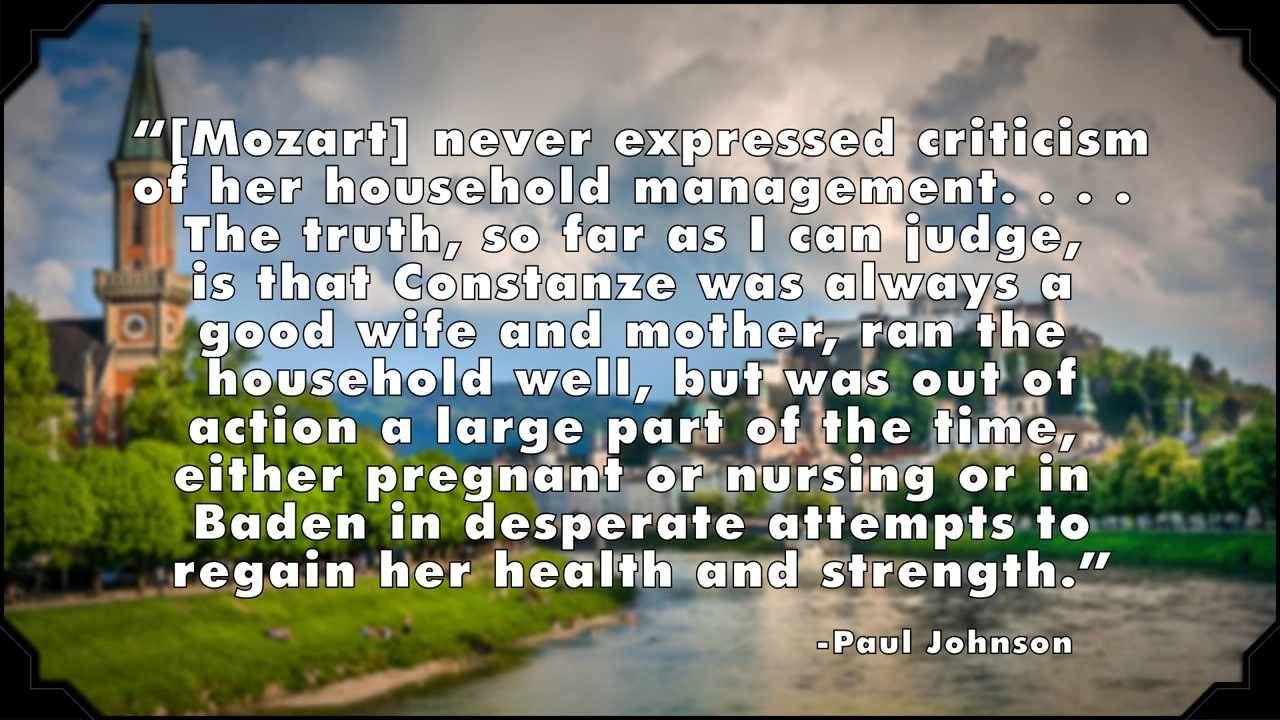 “[Mozart] never expressed criticism
of her household management. . . .
The truth, so far as I can judge,
is that Constanze was always a
good wife and mother, ran the
household well, but was out of
action a large part of the time,
either pregnant or nursing or in
Baden in desperate attempts to
regain her health and strength.”
-Paul Johnson